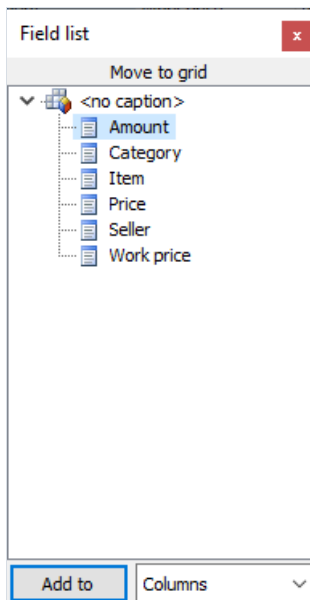 Field list
x
Move to grid
<no caption>
Amount
Category
Item
Price
Seller
Work price
Add to
Columns